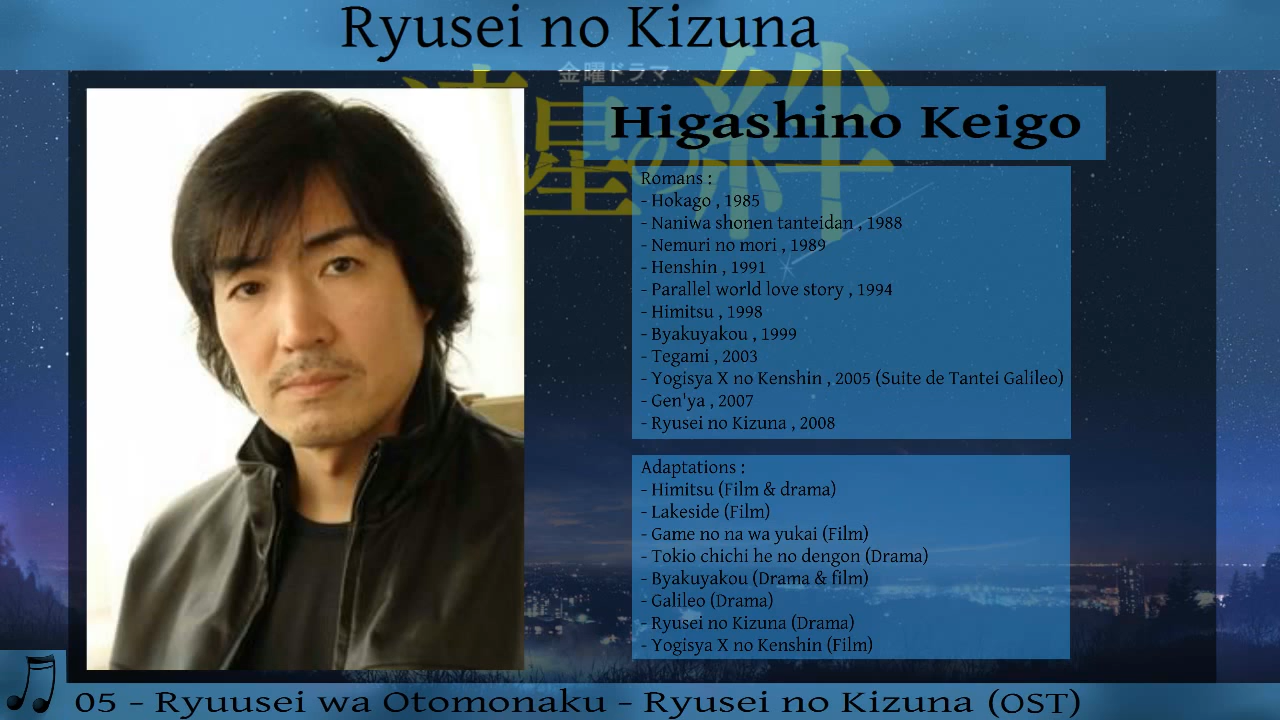 Ryusei no Kizuna
金曜ドラマ
流星の絆
Higashino Keigo
Romans :
- Hokago , 1985
- Naniwa shonen tanteidan , 1988
- Nemuri no mori , 1989
- Henshin , 1991
- Parallel world love story , 1994
- Himitsu , 1998
- Byakuyakou , 1999
- Tegami , 2003
- Yogisya X no Kenshin , 2005 (Suite de Tantei Galileo)
- Gen'ya , 2007
- Ryusei no Kizuna , 2008
Adaptations :
- Himitsu (Film & drama)
- Lakeside (Film)
- Game no na wa yukai (Film)
- Tokio chichi he no dengon (Drama)
- Byakuyakou (Drama & film)
- Galileo (Drama)
- Ryusei no Kizuna (Drama)
- Yogisya X no Kenshin (Film)
05 - Ryuusei wa Otomonaku - Ryusei no Kizuna (OST)